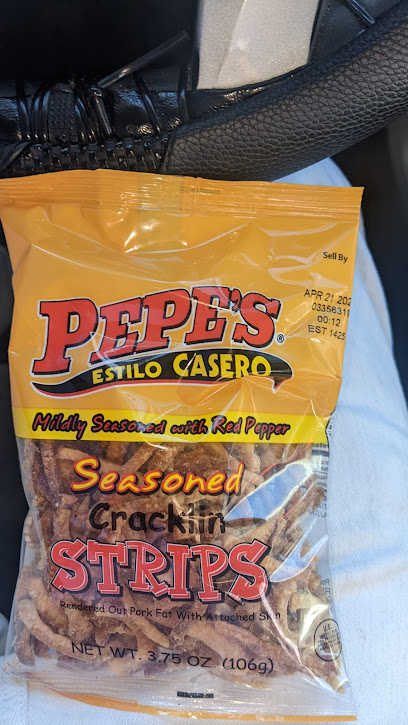 Sell By
APR 21 202
03356319
00:12
EST 1425
PEPE'S®
ESTILO CASERO
Mildly Seasoned with Red Pepper
Seasoned
Cracklin
STRIPS
Rendered Out Pork Fat With Attached Skin
NET WT. 3.75 OZ (106g)